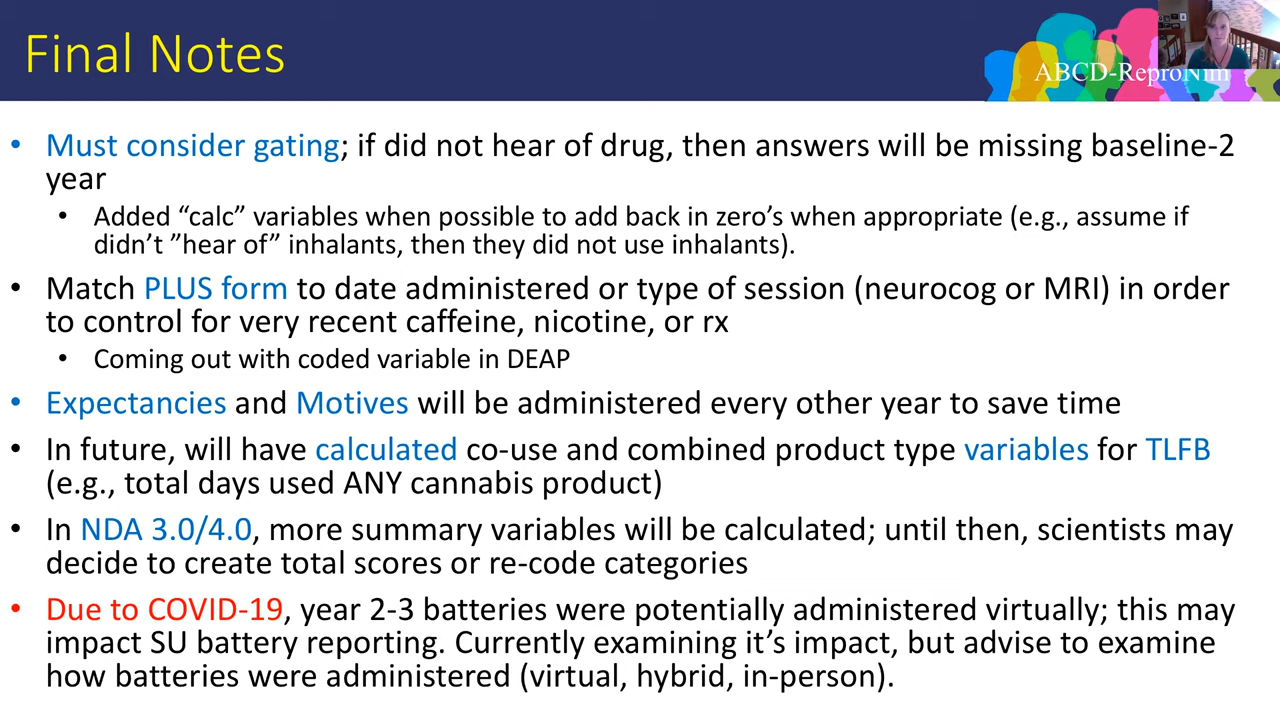 Final Notes
ABCD-ReproNim
• Must consider gating; if did not hear of drug, then answers will be missing baseline-2
year
• Added “calc” variables when possible to add back in zero’s when appropriate (e.g., assume if
didn’t ”hear of” inhalants, then they did not use inhalants).
• Match PLUS form to date administered or type of session (neurocog or MRI) in order
to control for very recent caffeine, nicotine, or rx
• Coming out with coded variable in DEAP
• Expectancies and Motives will be administered every other year to save time
• In future, will have calculated co-use and combined product type variables for TLFB
(e.g., total days used ANY cannabis product)
• In NDA 3.0/4.0, more summary variables will be calculated; until then, scientists may
decide to create total scores or re-code categories
• Due to COVID-19, year 2-3 batteries were potentially administered virtually; this may
impact SU battery reporting. Currently examining it’s impact, but advise to examine
how batteries were administered (virtual, hybrid, in-person).